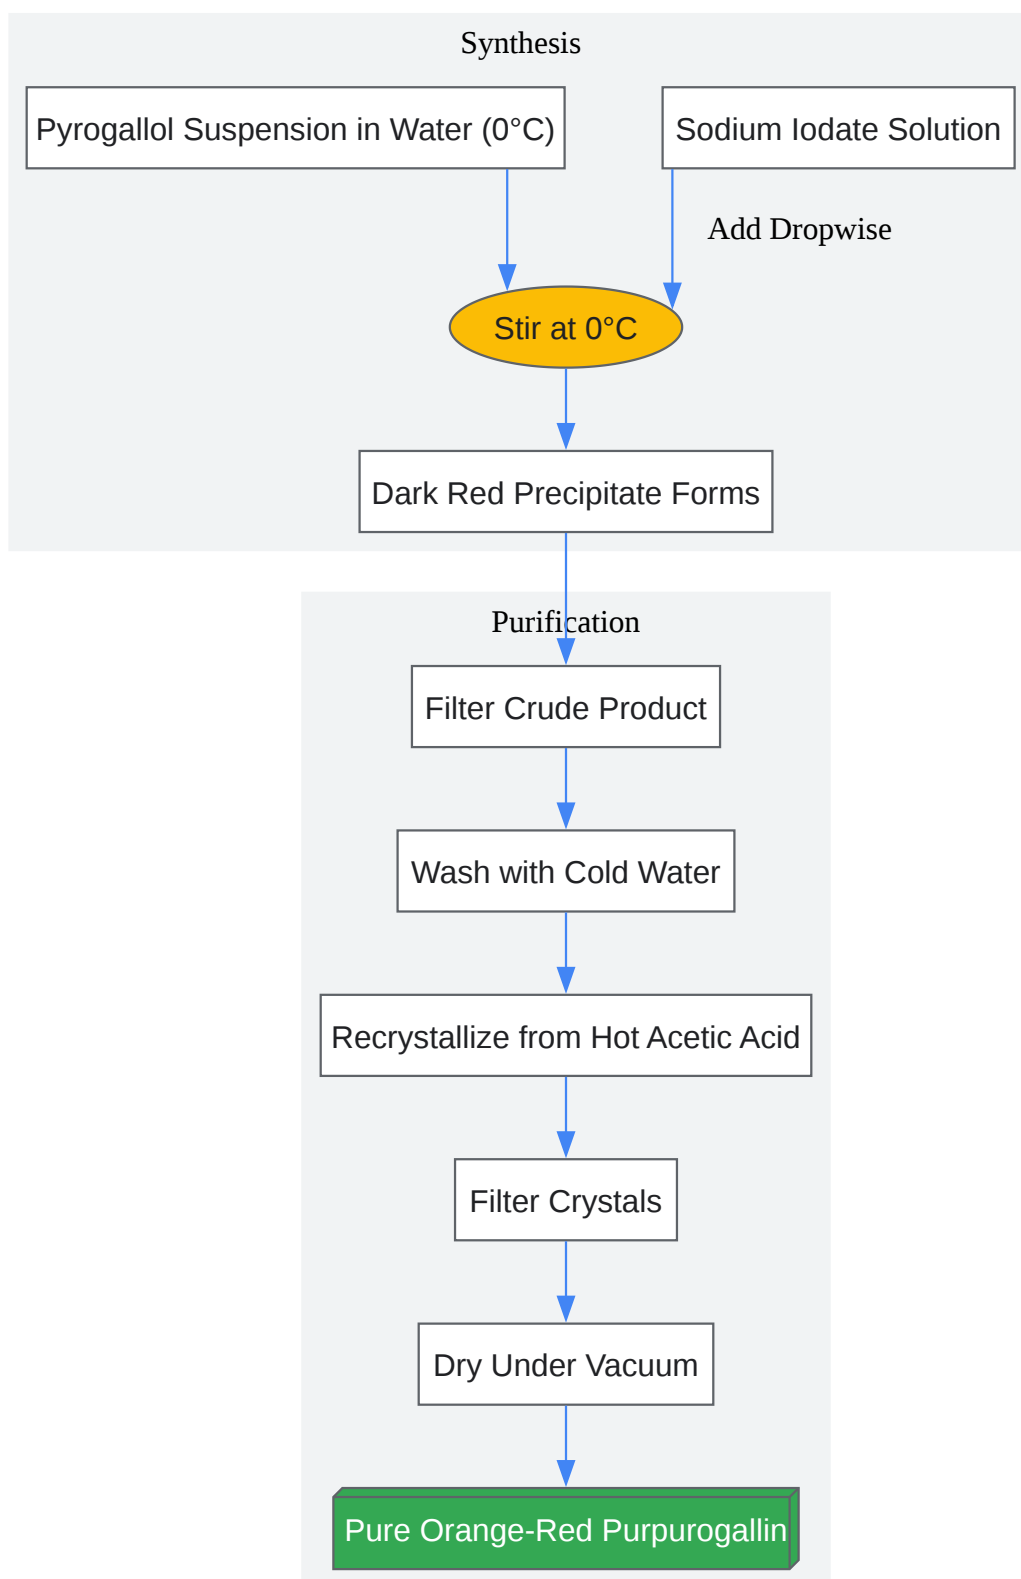 Synthesis
Pyrogallol Suspension in Water (0°C)
Sodium Iodate Solution
Add Dropwise
Stir at 0°C
Dark Red Precipitate Forms
Purification
Filter Crude Product
Wash with Cold Water
Recrystallize from Hot Acetic Acid
Filter Crystals
Dry Under Vacuum
Pure Orange-Red Purpurogallin